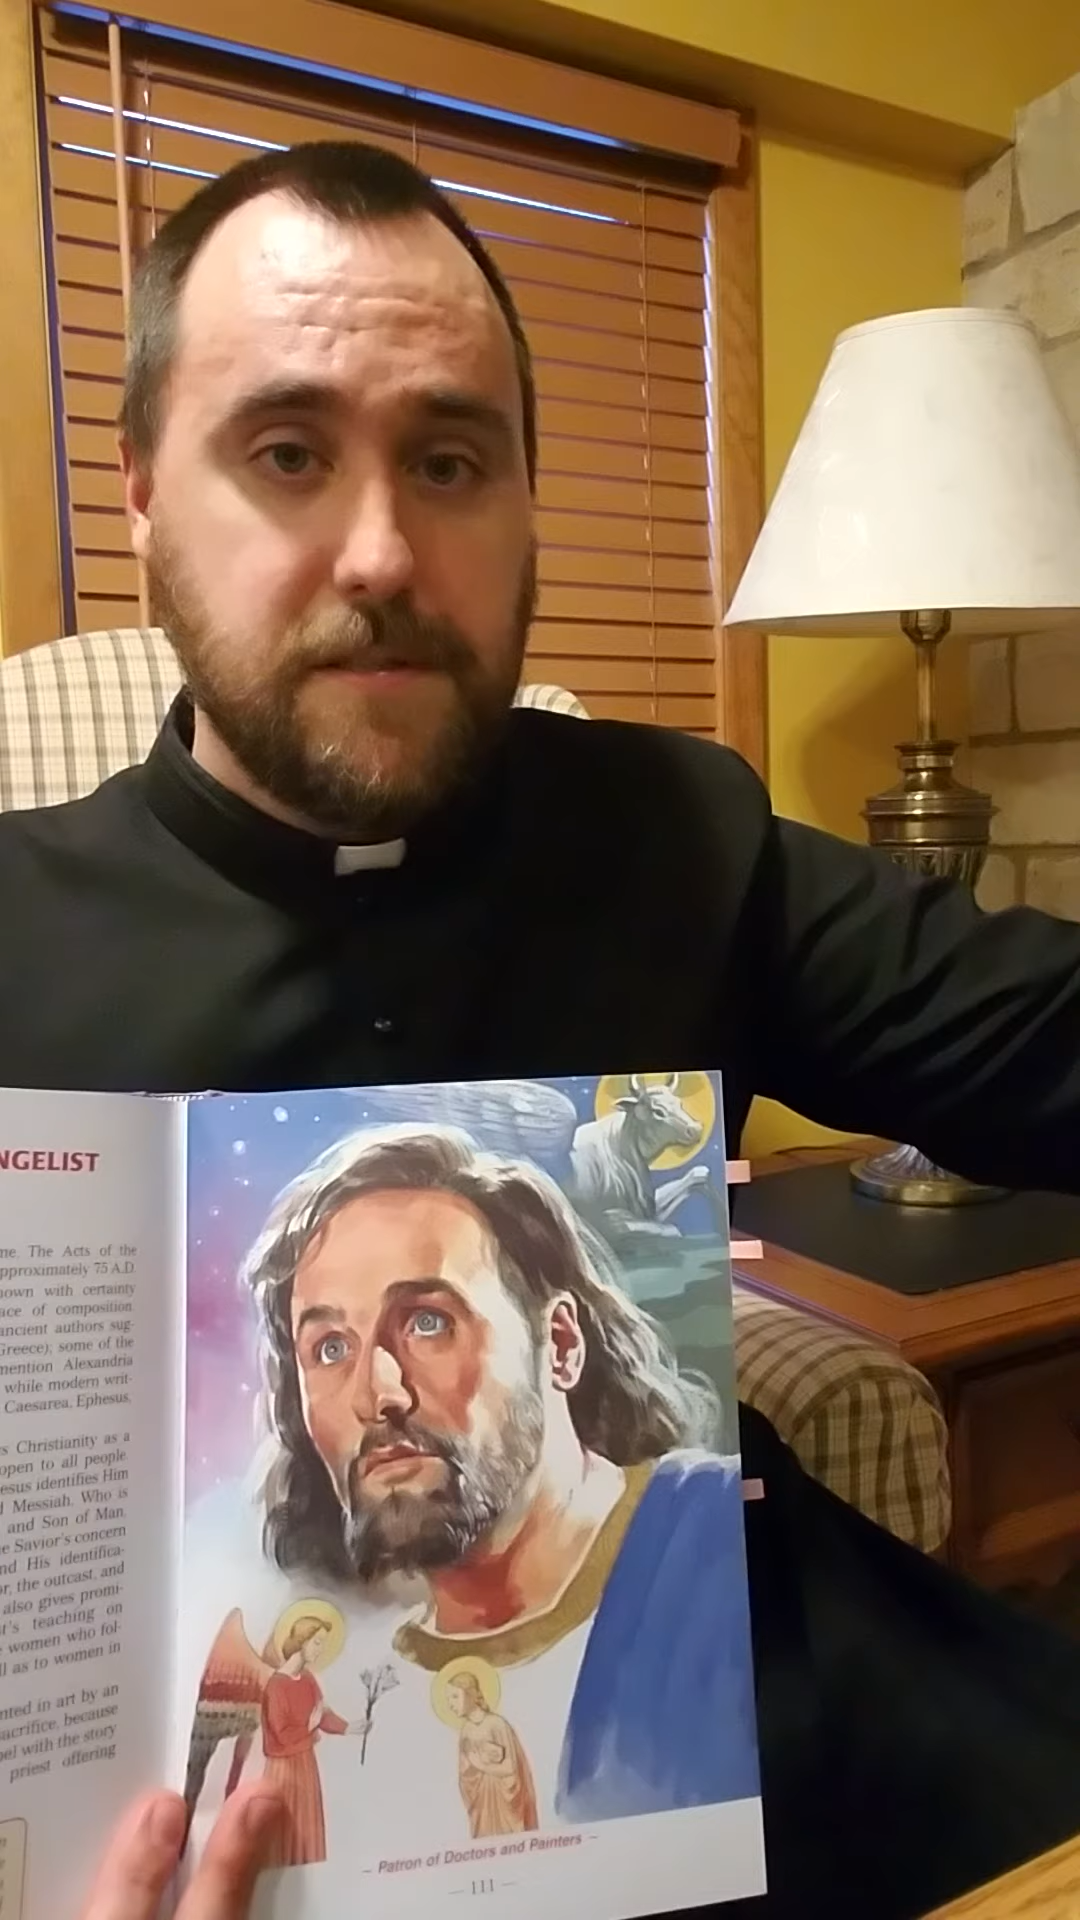 NGELIST
ne. The Acts of the
pproximately 75 A.D.
nown with certainty
ace of composition.
ancient authors sug-
Greece); some of the
mention Alexandria
while modern writ-
Caesarea, Ephesus,
s Christianity as a
open to all people.
esus identifies Him
d Messiah, Who is
and Son of Man.
e Savior's concern
nd His identifica-
or, the outcast, and
also gives promi-
st's teaching on
e women who fol-
ll as to women in
nted in art by an
sacrifice, because
pel with the story
priest offering
~ Patron of Doctors and Painters ~
— 111 —